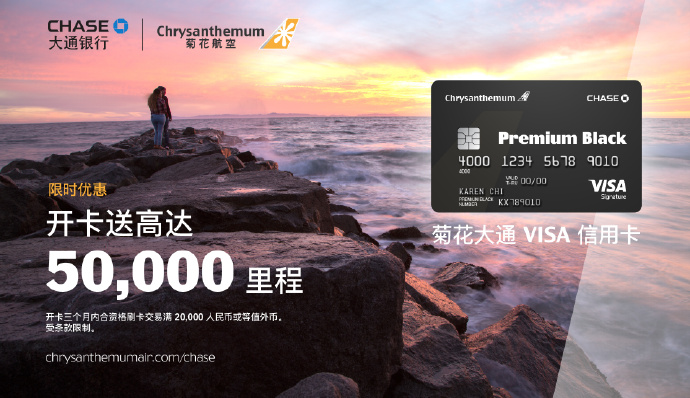 CHASE
大通银行
Chrysanthemum
菊花航空
Chrysanthemum
CHASE
Premium Black
4000 1234 5678 9010
4000
VALID
THRU 00/00
KAREN CHI
PREMIUM BLACK
NUMBER KX789010
VISA
Signature
菊花大通 VISA 信用卡
限时优惠
开卡送高达
50,000 里程
开卡三个月内合资格刷卡交易满 20,000 人民币或等值外币。
受条款限制。
chrysanthemumair.com/chase